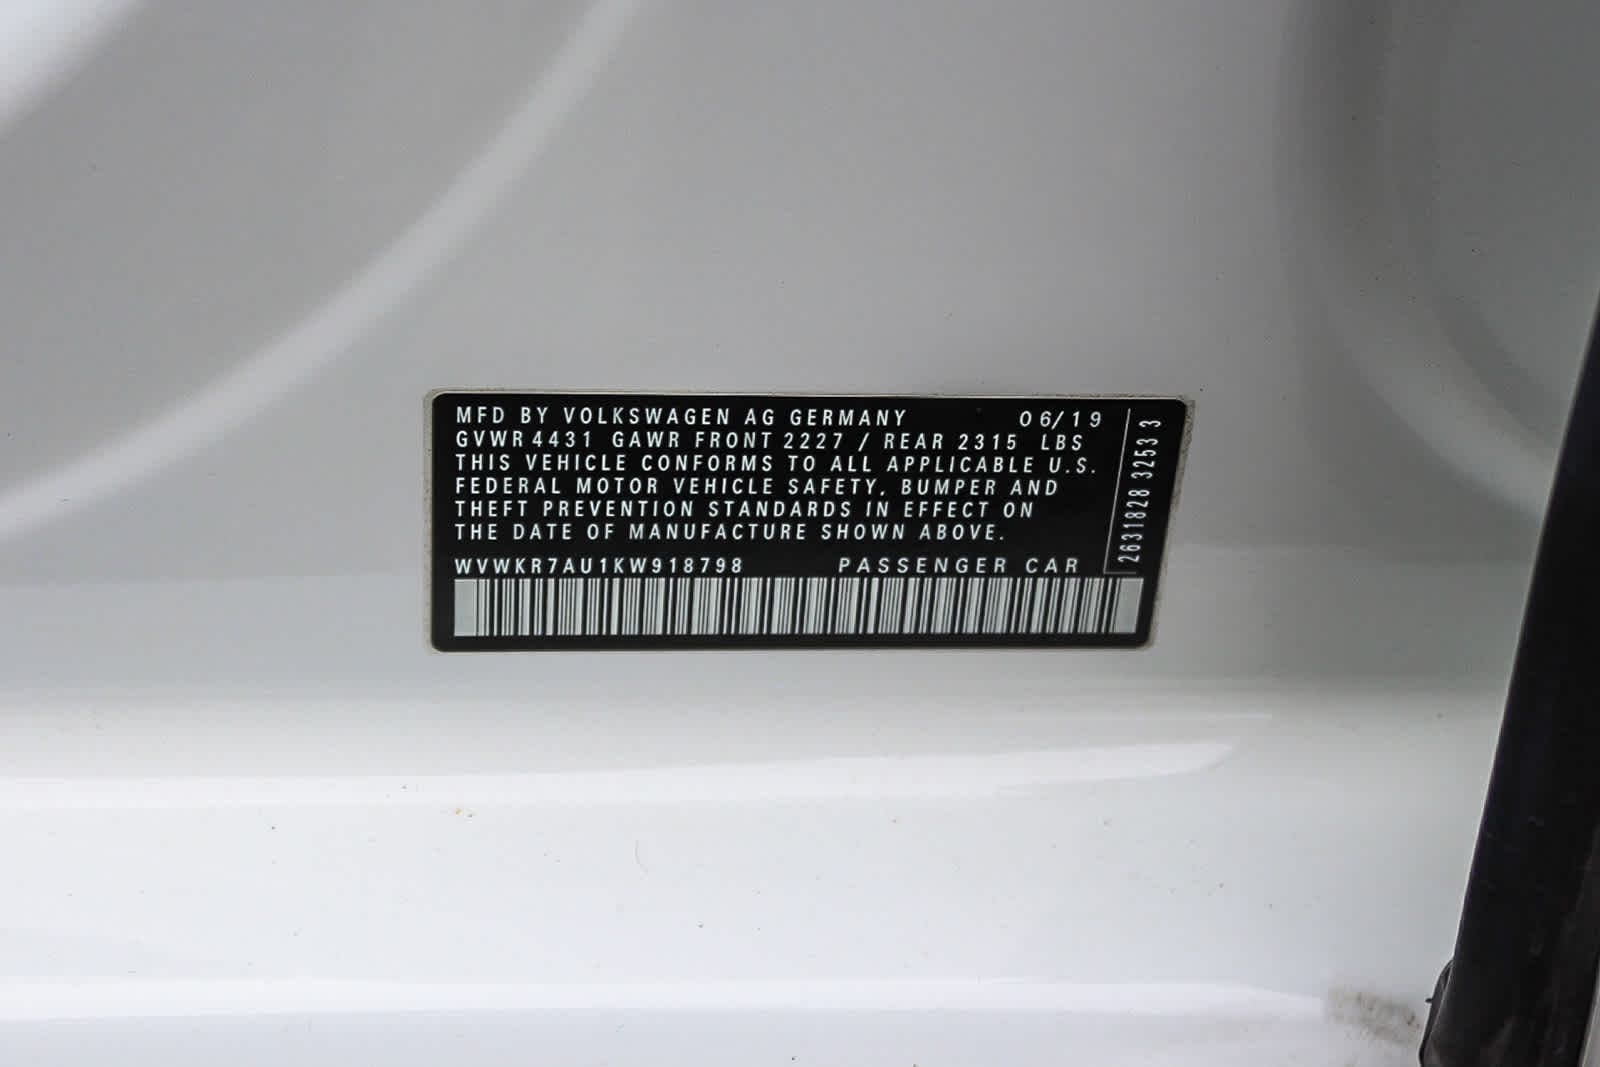 MFD BY VOLKSWAGEN AG GERMANY 06/19
GVWR 4431 GAWR FRONT 2227 / REAR 2315 LBS
THIS VEHICLE CONFORMS TO ALL APPLICABLE U.S.
FEDERAL MOTOR VEHICLE SAFETY, BUMPER AND
THEFT PREVENTION STANDARDS IN EFFECT ON
THE DATE OF MANUFACTURE SHOWN ABOVE.
WVWKR7AU1KW918798 PASSENGER CAR
2631828 3253 3